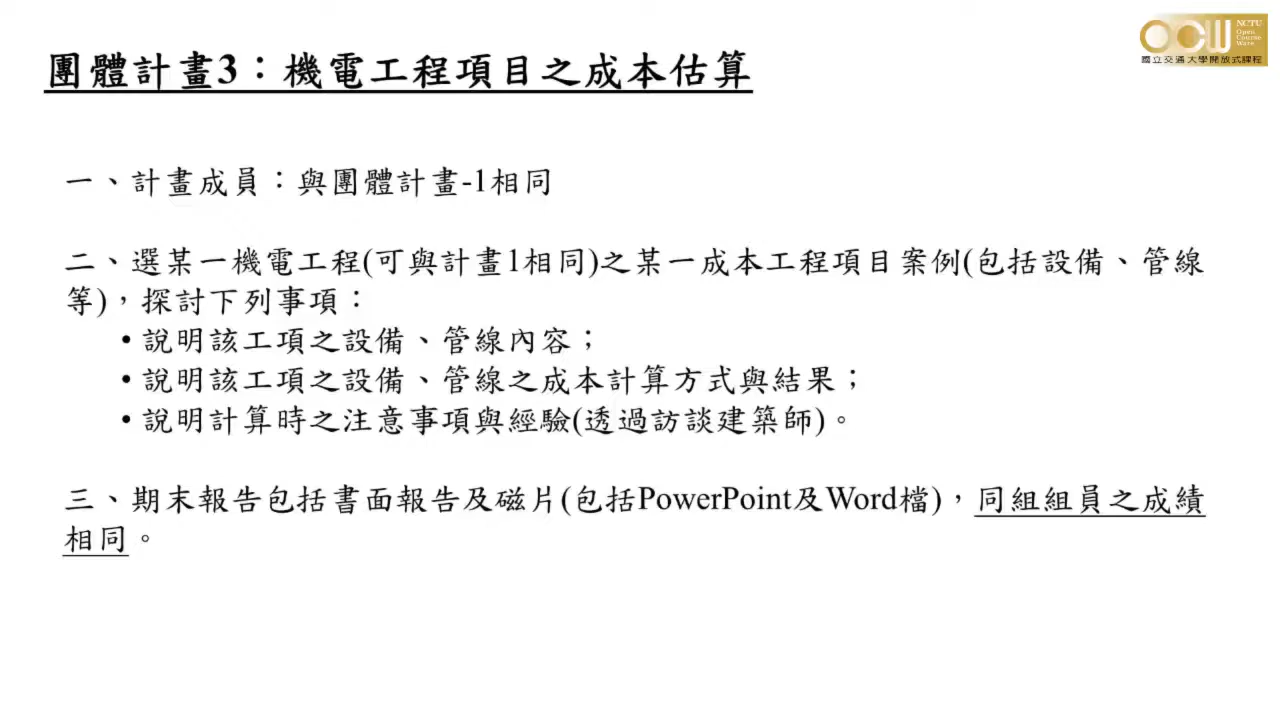 團體計畫3：機電工程項目之成本估算
OCW
NCTU
Open
Course
Ware
國立交通大學開放式課程
一、計畫成員：與團體計畫-1相同
二、選某一機電工程(可與計畫1相同)之某一成本工程項目案例(包括設備、管線
等)，探討下列事項：
•說明該工項之設備、管線內容；
•說明該工項之設備、管線之成本計算方式與結果；
•說明計算時之注意事項與經驗(透過訪談建築師)。
三、期末報告包括書面報告及磁片(包括PowerPoint及Word檔)，同組組員之成績
相同。